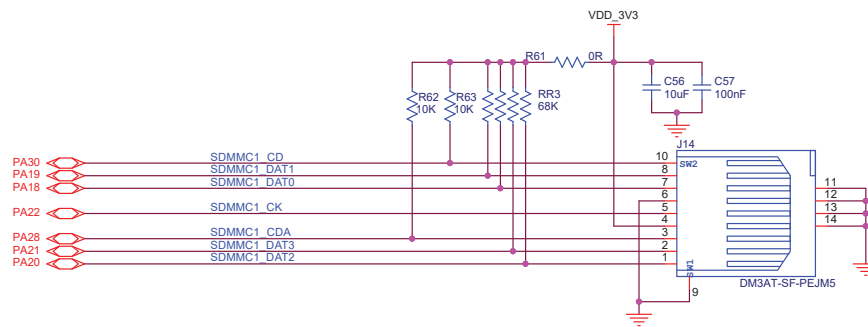 VDD_3V3
R61 0R
C56 10uF
C57 100nF
R62 10K
R63 10K
RR3 68K
J14
PA30 SDMMC1_CD 10 SW2
PA19 SDMMC1_DAT1 8
PA18 SDMMC1_DAT0 7
6
PA22 SDMMC1_CK 5
4
PA28 SDMMC1_CDA 3
PA21 SDMMC1_DAT3 2
PA20 SDMMC1_DAT2 1
SW1
9
11
12
13
14
DM3AT-SF-PEJM5